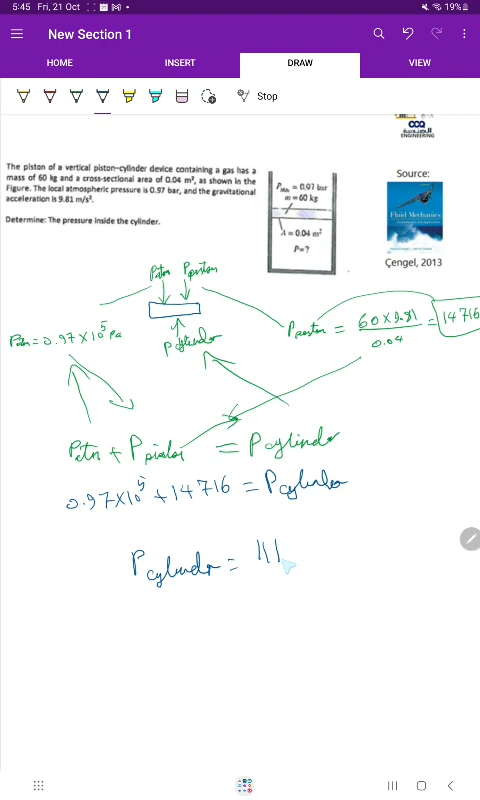 5:45 Fri, 21 Oct
19%
New Section 1
HOME INSERT DRAW VIEW
Stop
ENGINEERING
The piston of a vertical piston-cylinder device containing a gas has a
mass of 60 kg and a cross-sectional area of 0.04 m², as shown in the
Figure. The local atmospheric pressure is 0.97 bar, and the gravitational
acceleration is 9.81 m/s².
Determine: The pressure inside the cylinder.
Patm = 0.97 bar
m = 60 kg
A = 0.04 m²
P = ?
Source:
Fluid Mechanics
Çengel, 2013
Patm Ppiston
Pcylinder
Patm = 0.97 × 10⁵ Pa
Ppiston = 60 × 9.81 / 0.04 = 14716
Patm + Ppiston = Pcylinder
0.97 × 10⁵ + 14716 = Pcylinder
Pcylinder = 111